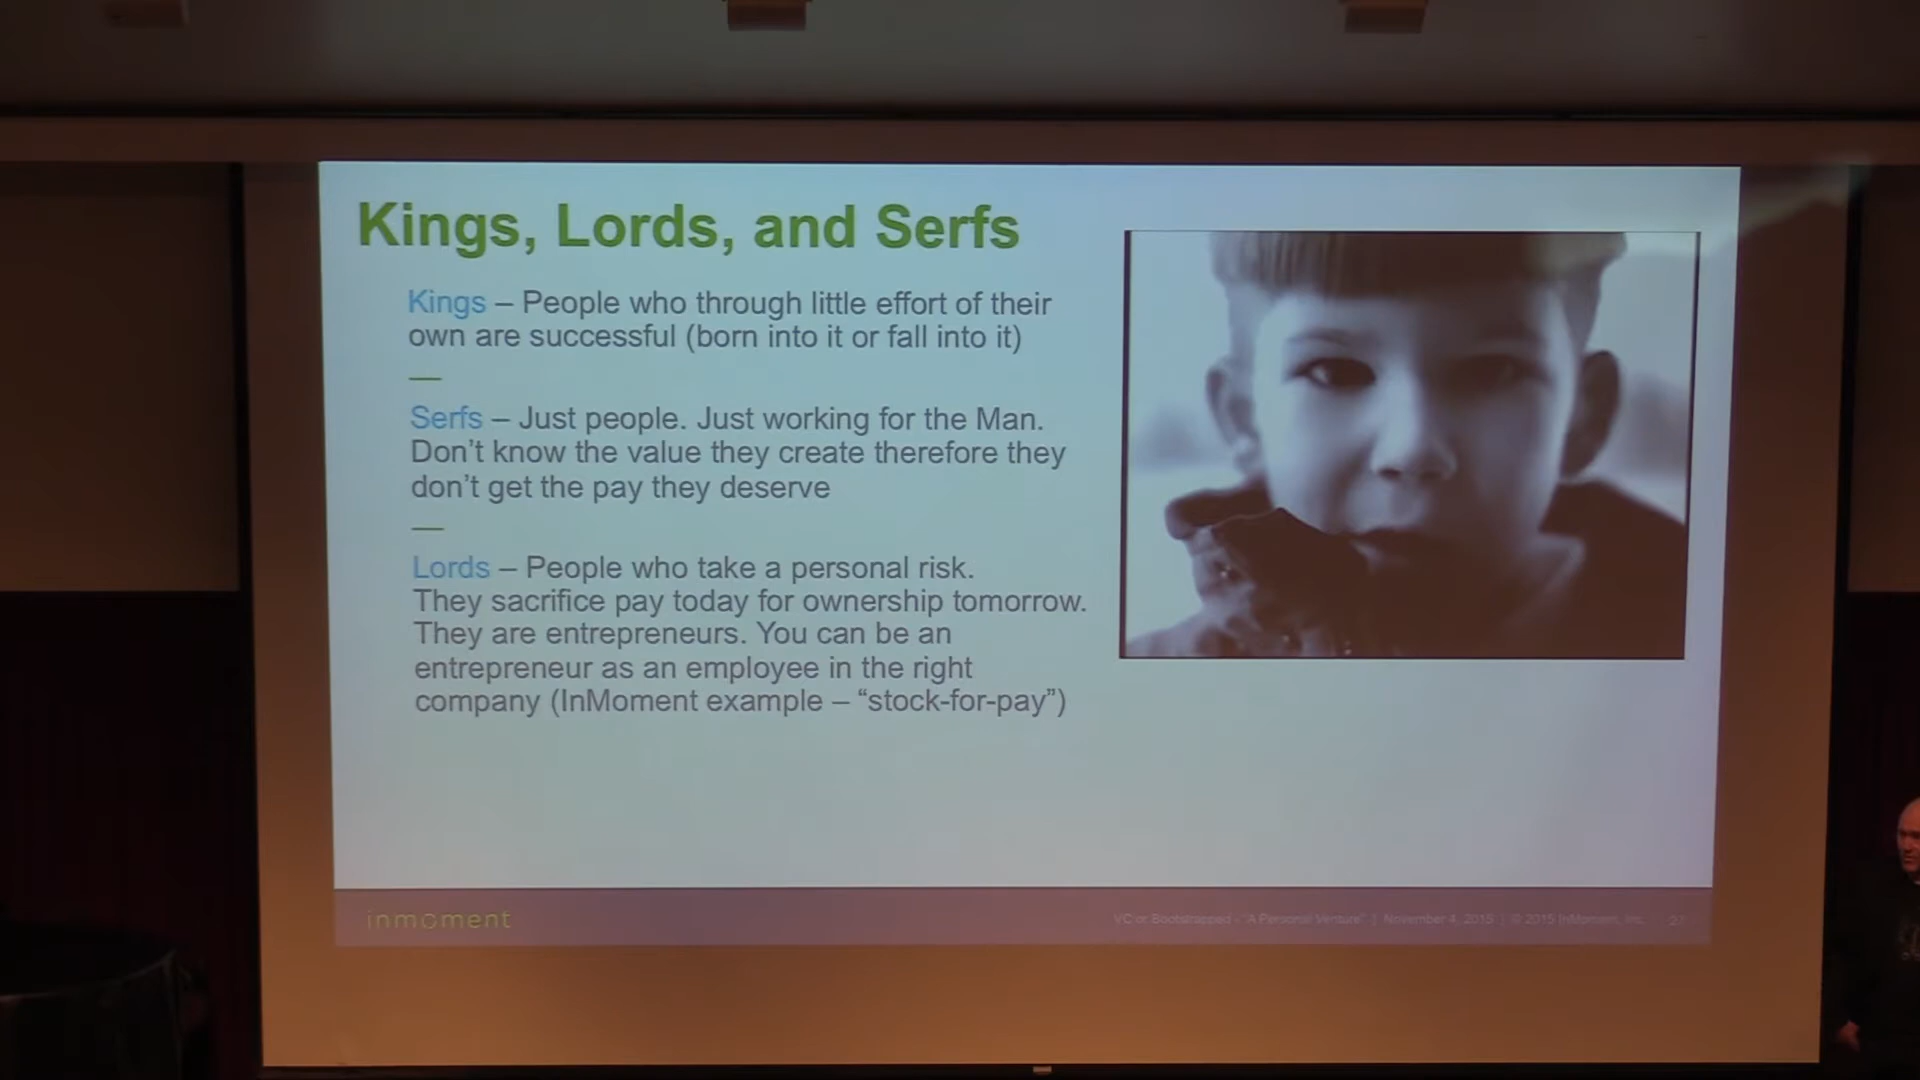 Kings, Lords, and Serfs
Kings – People who through little effort of their
own are successful (born into it or fall into it)
Serfs – Just people. Just working for the Man.
Don’t know the value they create therefore they
don’t get the pay they deserve
Lords – People who take a personal risk.
They sacrifice pay today for ownership tomorrow.
They are entrepreneurs. You can be an
entrepreneur as an employee in the right
company (InMoment example – “stock-for-pay”)
inmoment
VC or Bootstrapped - “A Personal Venture” | November 4, 2015 | © 2015 InMoment, Inc.